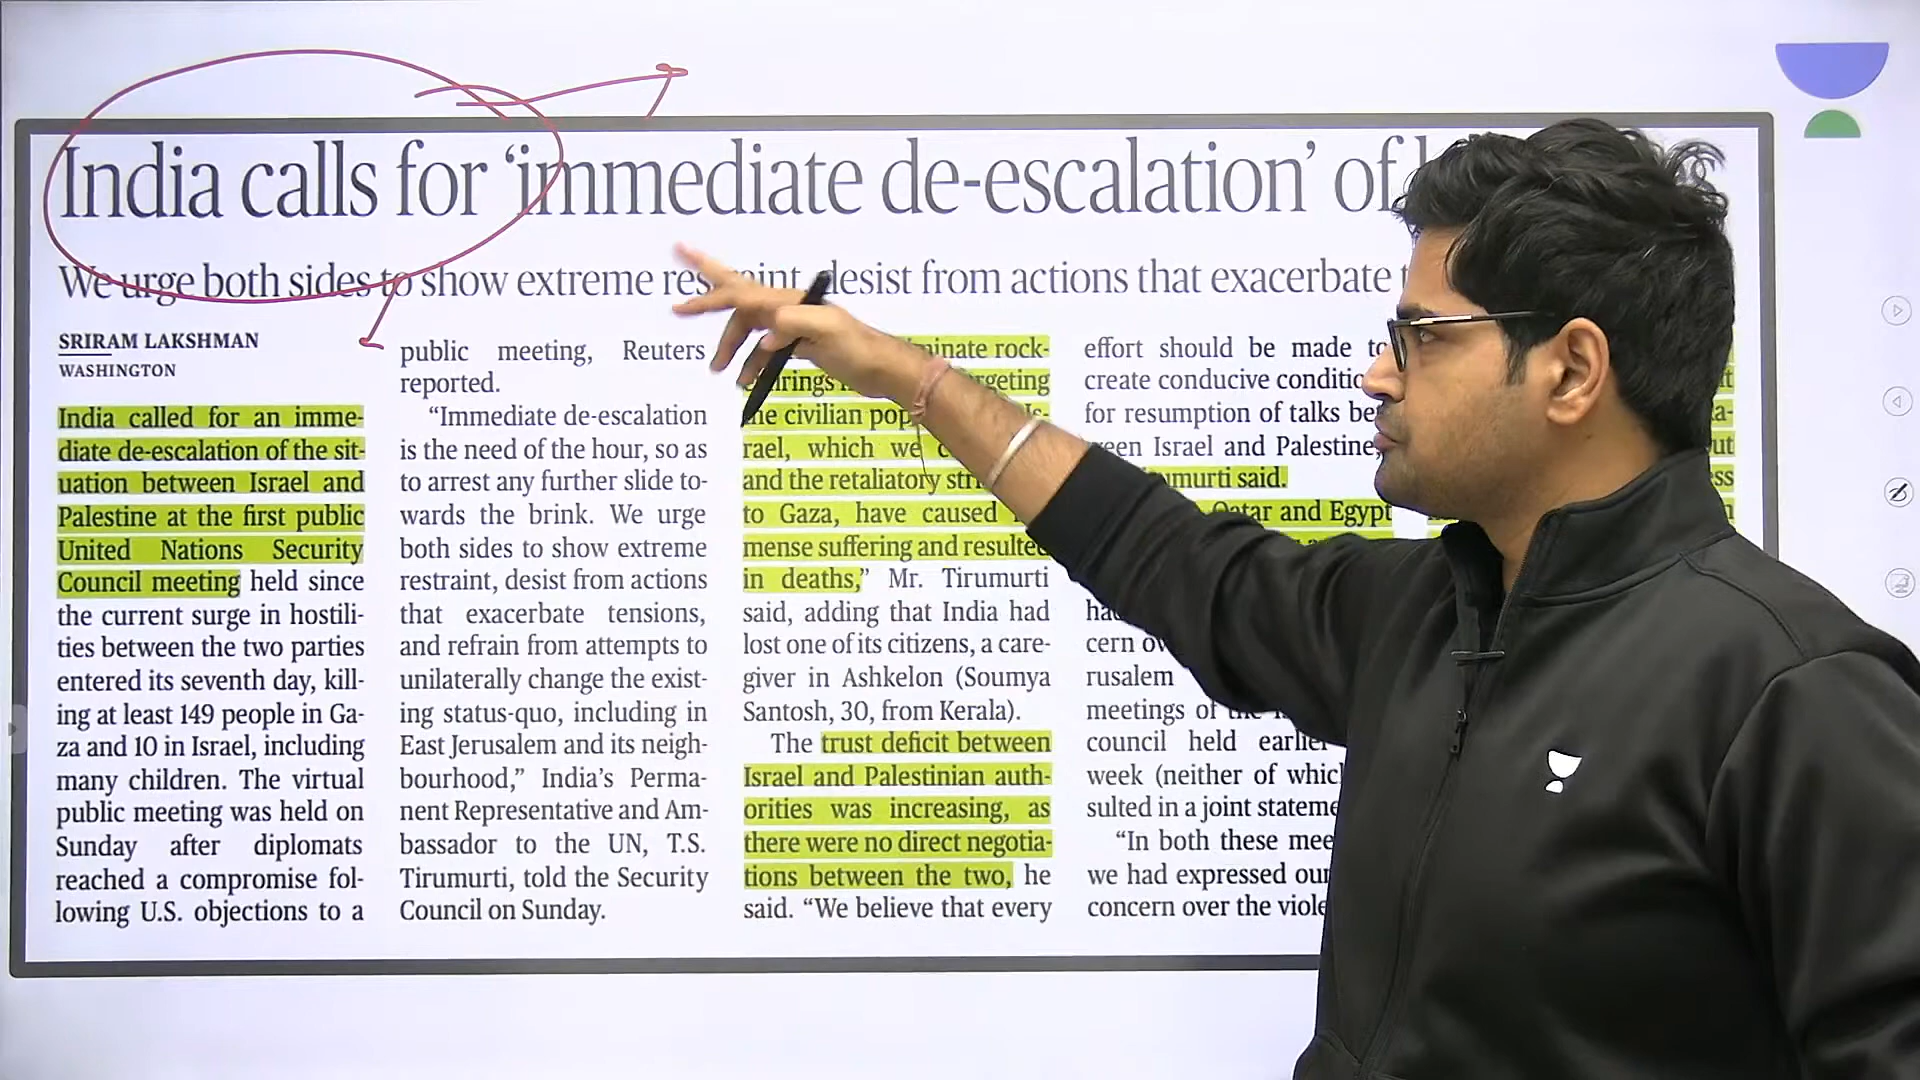 India calls for ‘immediate de-escalation’ of
We urge both sides to show extreme desist from actions that exacerbate
SRIRAM LAKSHMAN
WASHINGTON
India called for an imme-
diate de-escalation of the sit-
uation between Israel and
Palestine at the first public
United Nations Security
Council meeting held since
the current surge in hostili-
ties between the two parties
entered its seventh day, kill-
ing at least 149 people in Ga-
za and 10 in Israel, including
many children. The virtual
public meeting was held on
Sunday after diplomats
reached a compromise fol-
lowing U.S. objections to a
public meeting, Reuters
reported.
“Immediate de-escalation
is the need of the hour, so as
to arrest any further slide to-
wards the brink. We urge
both sides to show extreme
restraint, desist from actions
that exacerbate tensions,
and refrain from attempts to
unilaterally change the exist-
ing status-quo, including in
East Jerusalem and its neigh-
bourhood,” India’s Perma-
nent Representative and Am-
bassador to the UN, T.S.
Tirumurti, told the Security
Council on Sunday.
rock-
the civilian
rael, which we
and the retaliatory
to Gaza, have caused
mense suffering and resulted
in deaths,” Mr. Tirumurti
said, adding that India had
lost one of its citizens, a care-
giver in Ashkelon (Soumya
Santosh, 30, from Kerala).
The trust deficit between
Israel and Palestinian auth-
orities was increasing, as
there were no direct negotia-
tions between the two, he
said. “We believe that every
effort should be made to
create conducive
for resumption of talks
Israel and Palestine,
said.
Qatar and Egypt
rusalem
meetings of the
council held earlier
week (neither of which
sulted in a joint
“In both these
we had expressed our
concern over the